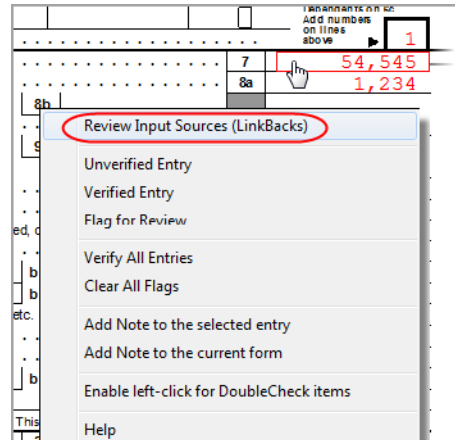 Dependents on 6c
Add numbers
on lines
above
1
7 54,545
8a 1,234
8b
9
Review Input Sources (LinkBacks)
Unverified Entry
Verified Entry
Flag for Review
ed, c
Verify All Entries
b
Clear All Flags
b
etc.
Add Note to the selected entry
Add Note to the current form
b
Enable left-click for DoubleCheck items
This
Help